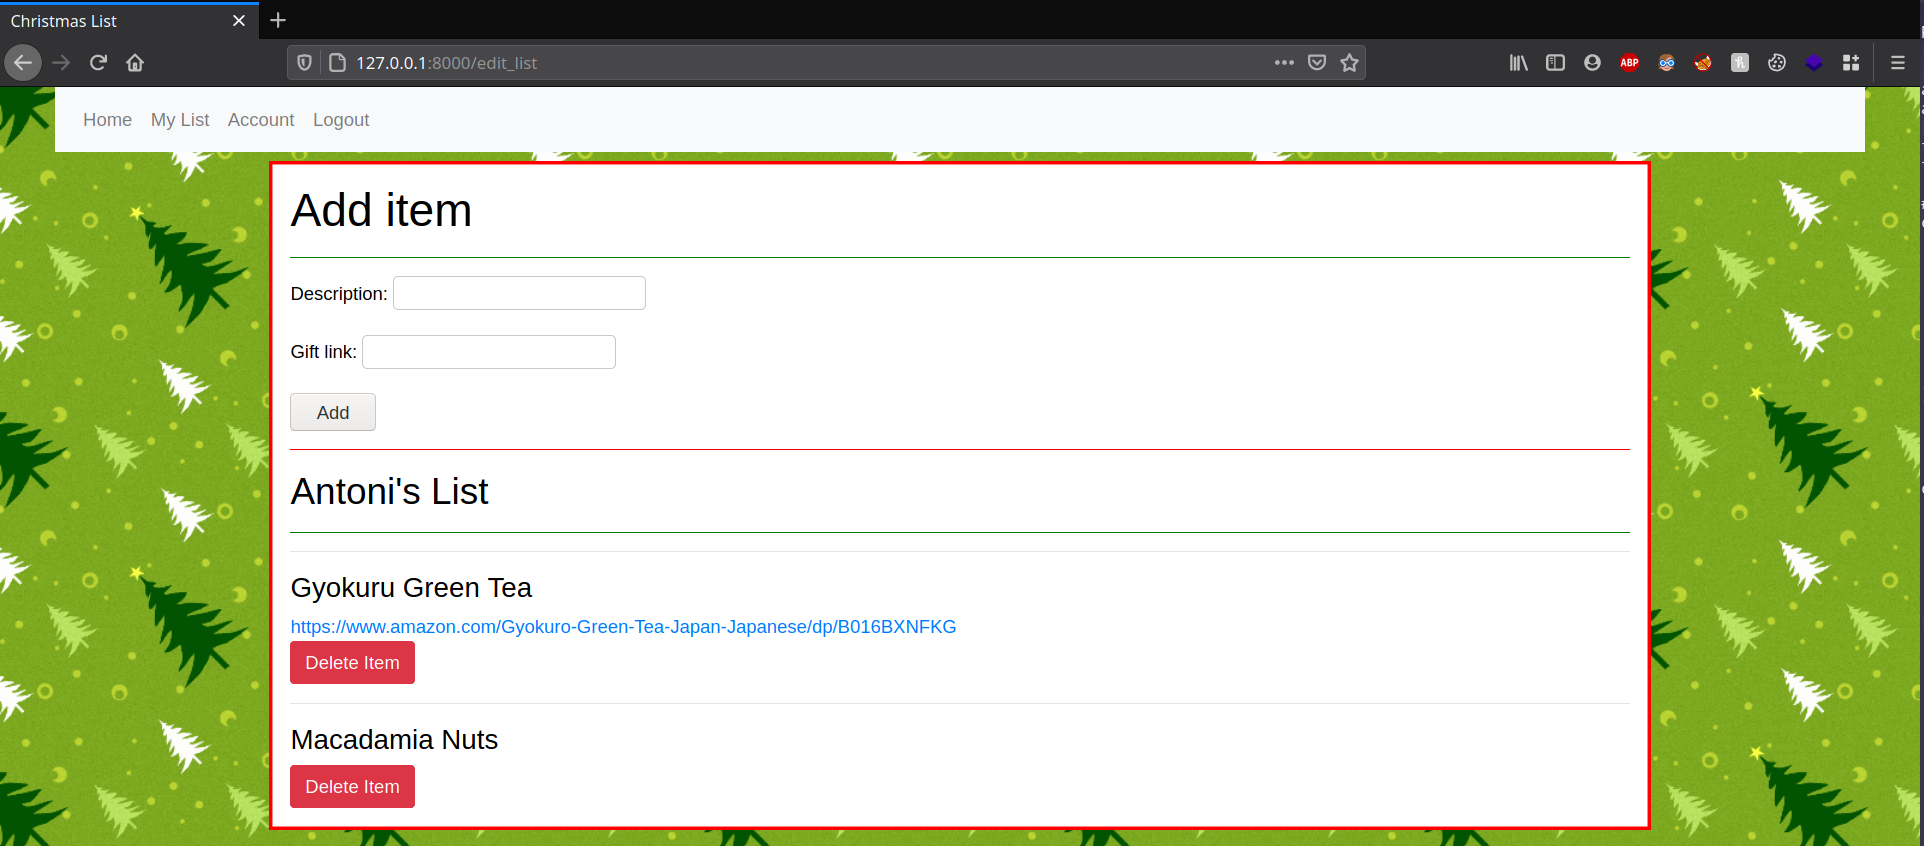 Christmas List
127.0.0.1:8000/edit_list
ABP
Home My List Account Logout
Add item
Description:
Gift link:
Add
Antoni's List
Gyokuru Green Tea
https://www.amazon.com/Gyokuro-Green-Tea-Japan-Japanese/dp/B016BXNFKG
Delete Item
Macadamia Nuts
Delete Item